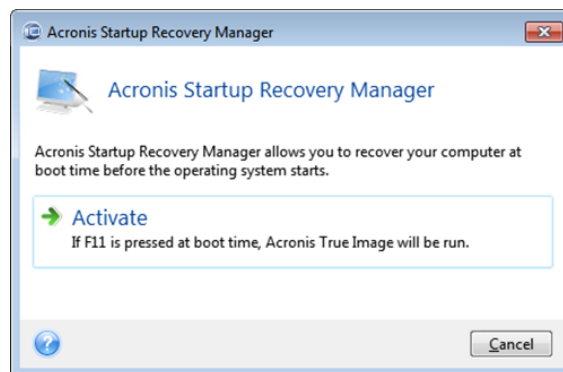 Acronis Startup Recovery Manager
Acronis Startup Recovery Manager
Acronis Startup Recovery Manager allows you to recover your computer at
boot time before the operating system starts.
Activate
If F11 is pressed at boot time, Acronis True Image will be run.
Cancel